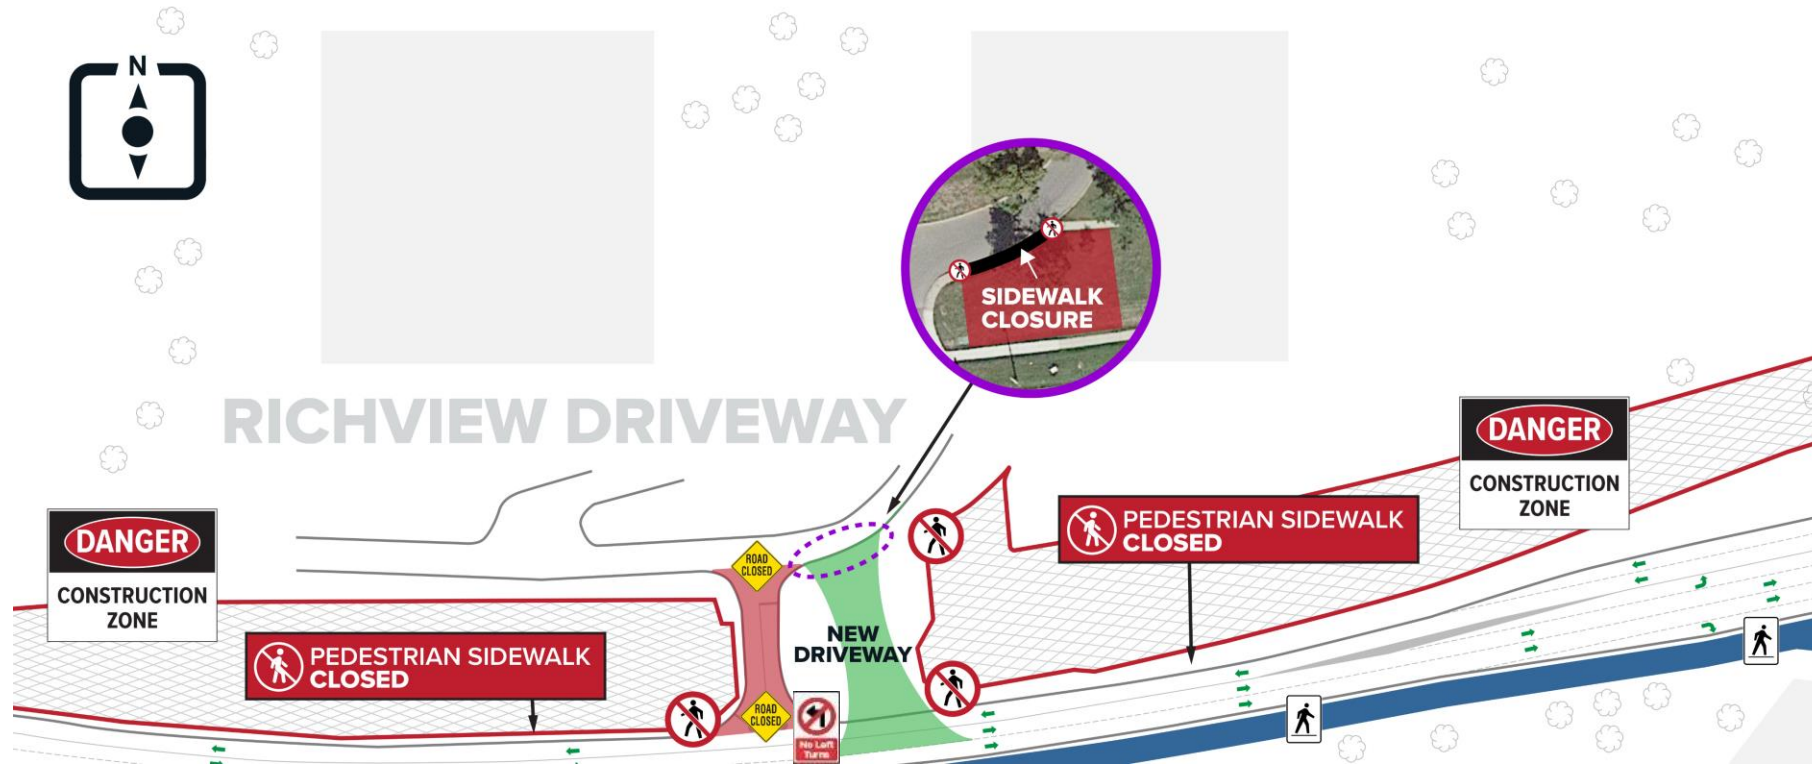 N
SIDEWALK
CLOSURE
RICHVIEW DRIVEWAY
DANGER
CONSTRUCTION
ZONE
PEDESTRIAN SIDEWALK
CLOSED
DANGER
CONSTRUCTION
ZONE
ROAD
CLOSED
NEW
DRIVEWAY
PEDESTRIAN SIDEWALK
CLOSED
ROAD
CLOSED
No Left
Turns